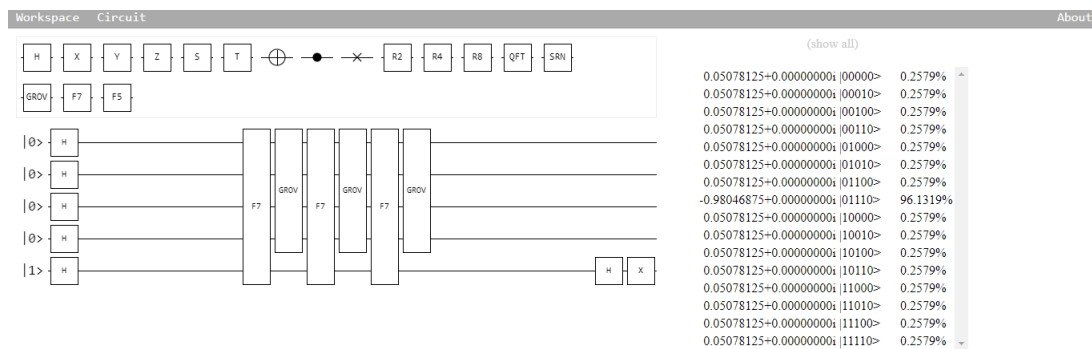 Workspace Circuit About
H X Y Z S T R2 R4 R8 QFT SRN
GROV F7 F5
(show all)
0.05078125+0.00000000i |00000> 0.2579%
0.05078125+0.00000000i |00010> 0.2579%
0.05078125+0.00000000i |00100> 0.2579%
0.05078125+0.00000000i |00110> 0.2579%
0.05078125+0.00000000i |01000> 0.2579%
0.05078125+0.00000000i |01010> 0.2579%
0.05078125+0.00000000i |01100> 0.2579%
-0.98046875+0.00000000i |01110> 96.1319%
0.05078125+0.00000000i |10000> 0.2579%
0.05078125+0.00000000i |10010> 0.2579%
0.05078125+0.00000000i |10100> 0.2579%
0.05078125+0.00000000i |10110> 0.2579%
0.05078125+0.00000000i |11000> 0.2579%
0.05078125+0.00000000i |11010> 0.2579%
0.05078125+0.00000000i |11100> 0.2579%
0.05078125+0.00000000i |11110> 0.2579%
|0> H
|0> H
GROV GROV GROV
|0> H F7 F7 F7
|0> H
|1> H H X